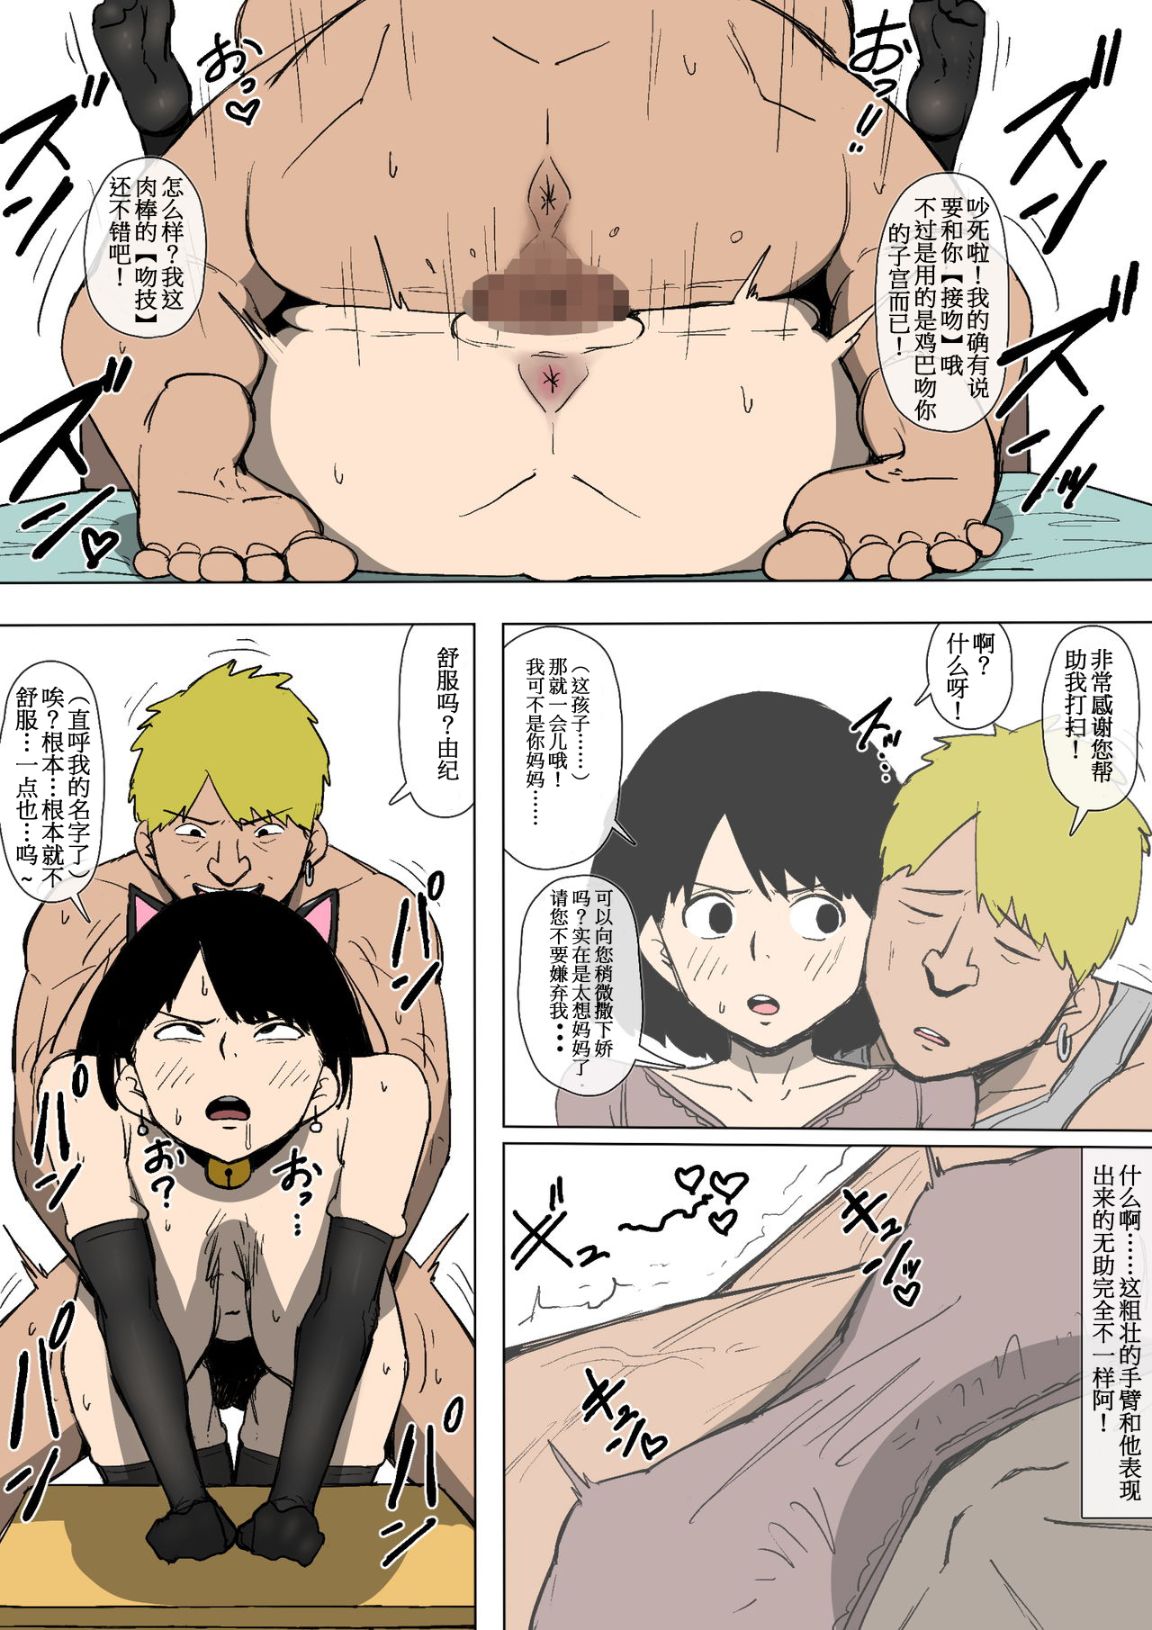 吵死啦！我的确有说
要和你【接吻】哦
不过是用的是鸡巴吻你
的子宫而已！
怎么样？我这
肉棒的【吻技】
还不错吧！
おっ!!
おっ♡
ズンッ
ズン
ズン
ズン♡
非常感谢您帮
助我打扫！
啊？
什么呀！
ズッ…
（这孩子……）
那就一会儿哦！
我可不是你妈妈……
可以向您稍微撒下娇
吗？实在是太想妈妈了
请您不要嫌弃我・・・
什么啊……这粗壮的手臂和他表现
出来的无助完全不一样阿！
ギュ
ギュンッ♡
ギュッ♡
舒服吗？由纪
（直呼我的名字了）
唉？根本…根本就不
舒服…一点也…呜~
おっ…
お？
パン
パン
パン
パン